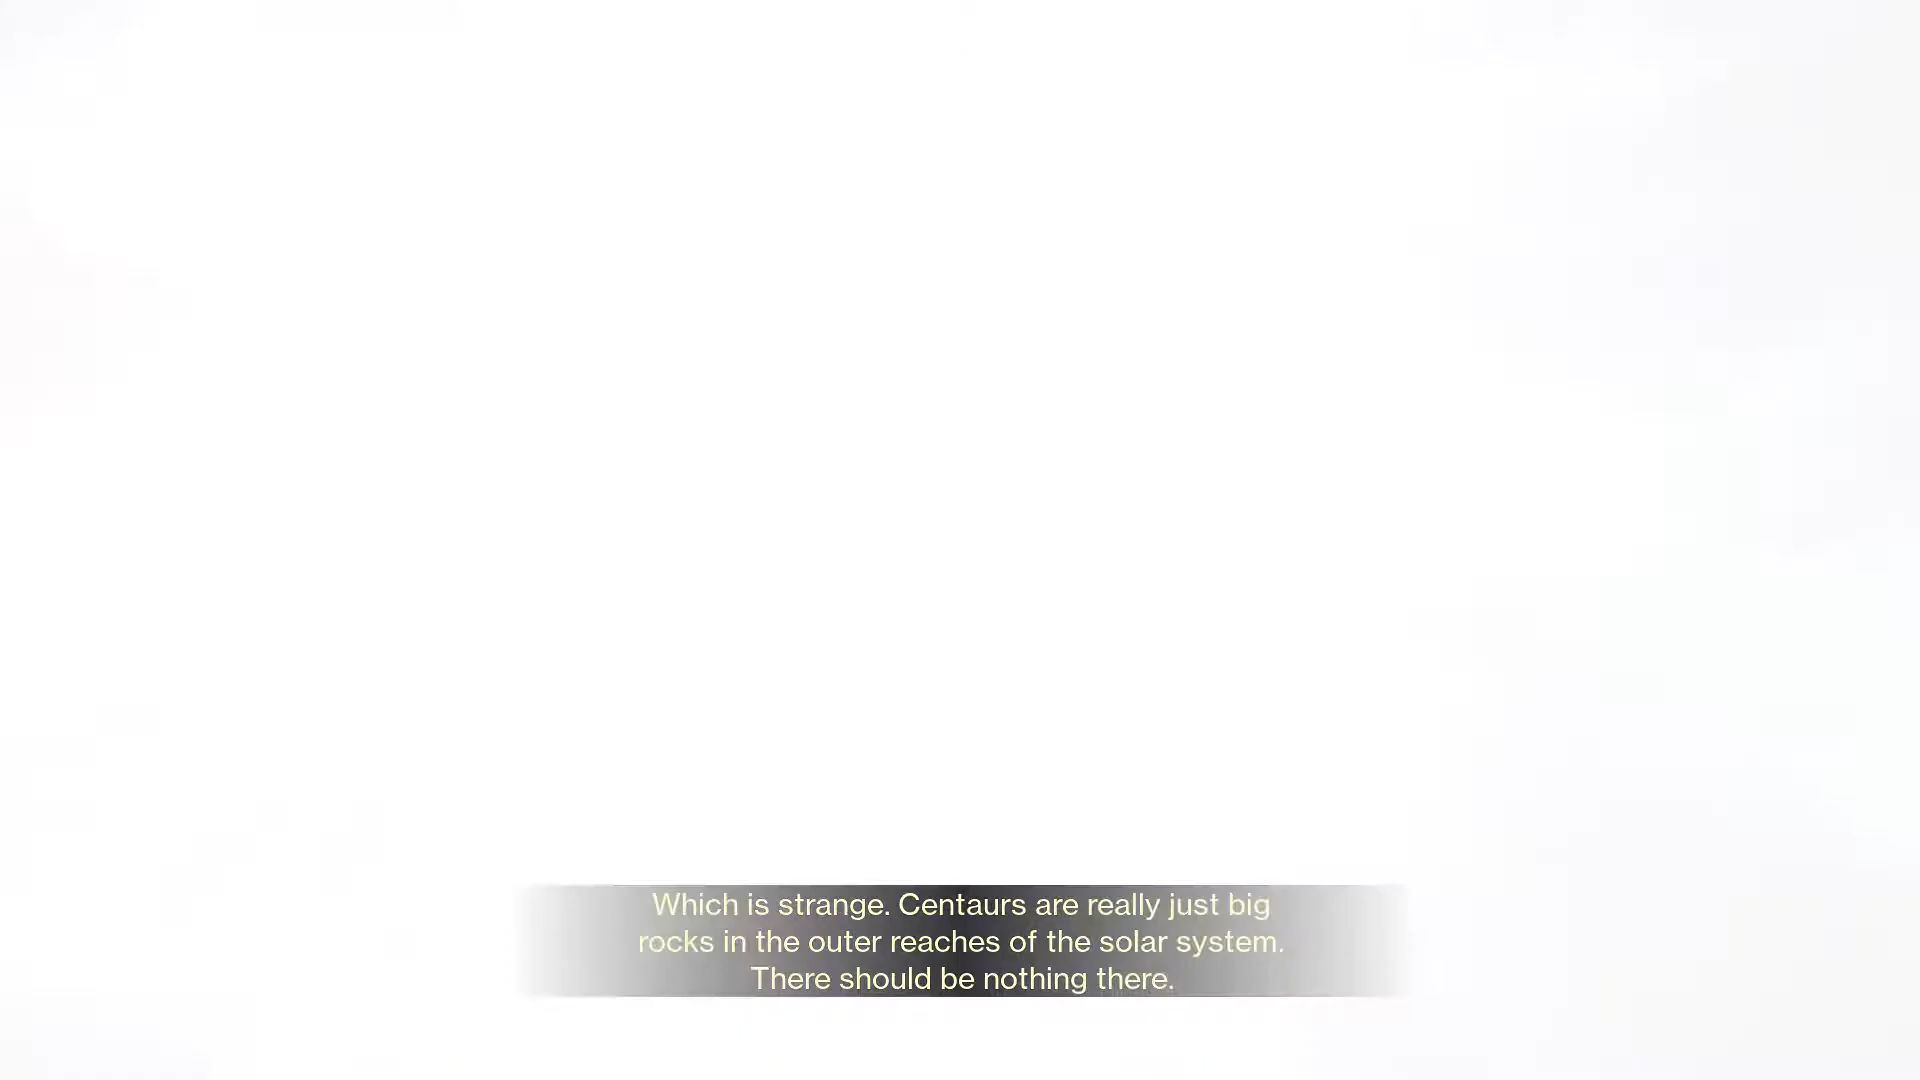 Which is strange. Centaurs are really just big
rocks in the outer reaches of the solar system.
There should be nothing there.